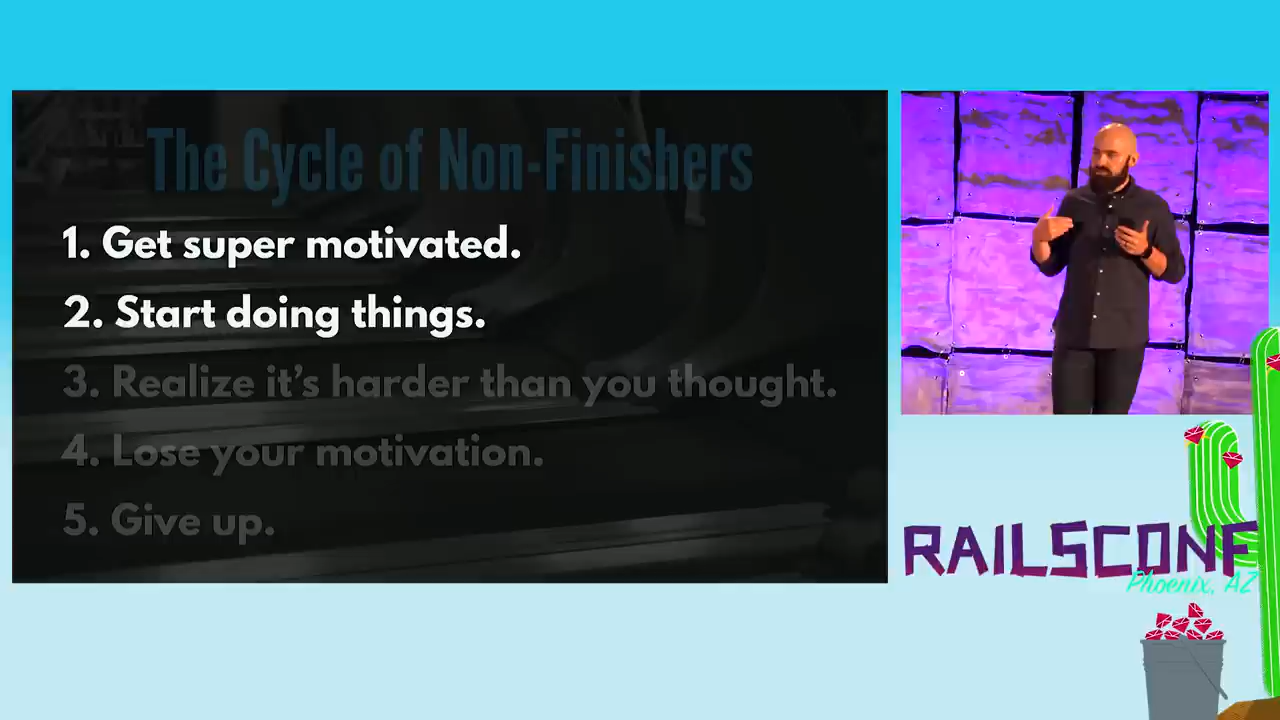 The Cycle of Non-Finishers
1. Get super motivated.
2. Start doing things.
3. Realize it's harder than you thought.
4. Lose your motivation.
5. Give up.
RAILSCONF
Phoenix, AZ